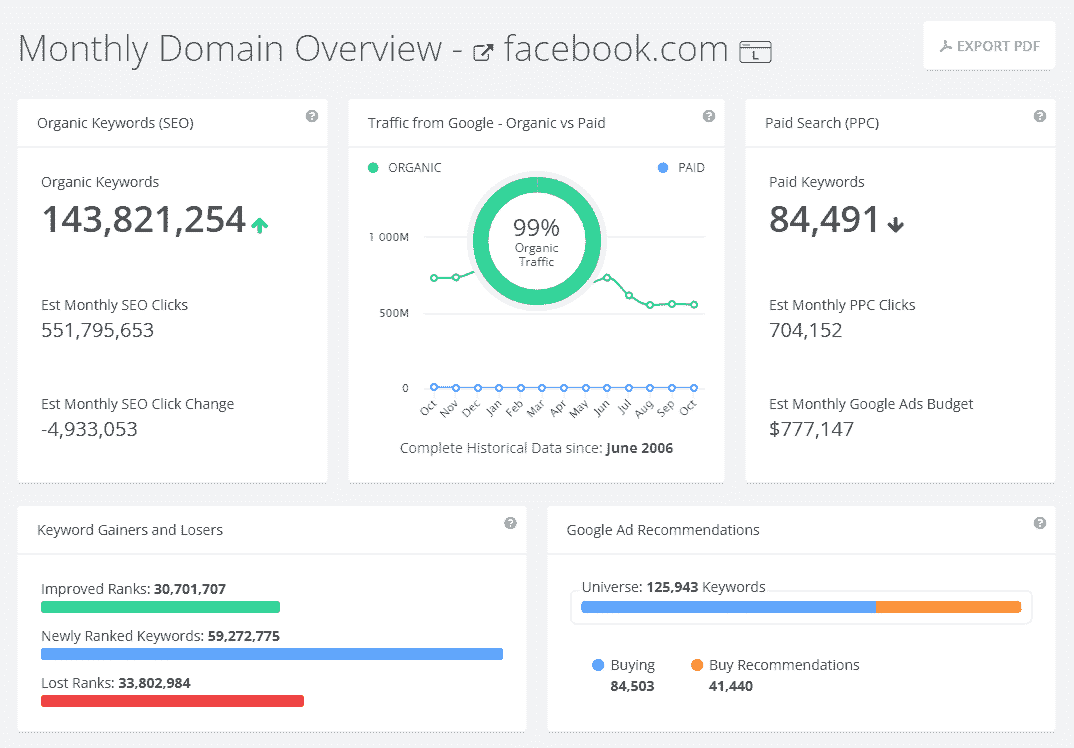 Monthly Domain Overview - facebook.com
EXPORT PDF
Organic Keywords (SEO)
Organic Keywords
143,821,254
Est Monthly SEO Clicks
551,795,653
Est Monthly SEO Click Change
-4,933,053
Traffic from Google - Organic vs Paid
ORGANIC
PAID
99%
Organic
Traffic
1 000M
500M
0
Oct Nov Dec Jan Feb Mar Apr May Jun Jul Aug Sep Oct
Complete Historical Data since: June 2006
Paid Search (PPC)
Paid Keywords
84,491
Est Monthly PPC Clicks
704,152
Est Monthly Google Ads Budget
$777,147
Keyword Gainers and Losers
Improved Ranks: 30,701,707
Newly Ranked Keywords: 59,272,775
Lost Ranks: 33,802,984
Google Ad Recommendations
Universe: 125,943 Keywords
Buying
84,503
Buy Recommendations
41,440